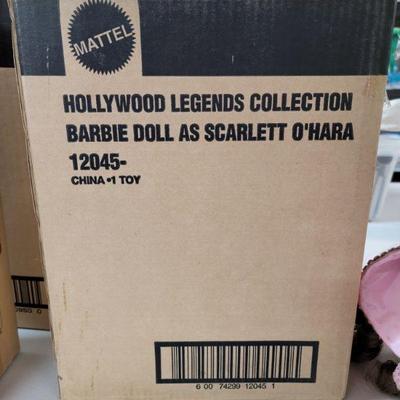 MATTEL
HOLLYWOOD LEGENDS COLLECTION
BARBIE DOLL AS SCARLETT O'HARA
12045-
CHINA •1 TOY
6 00 74299 12045 1